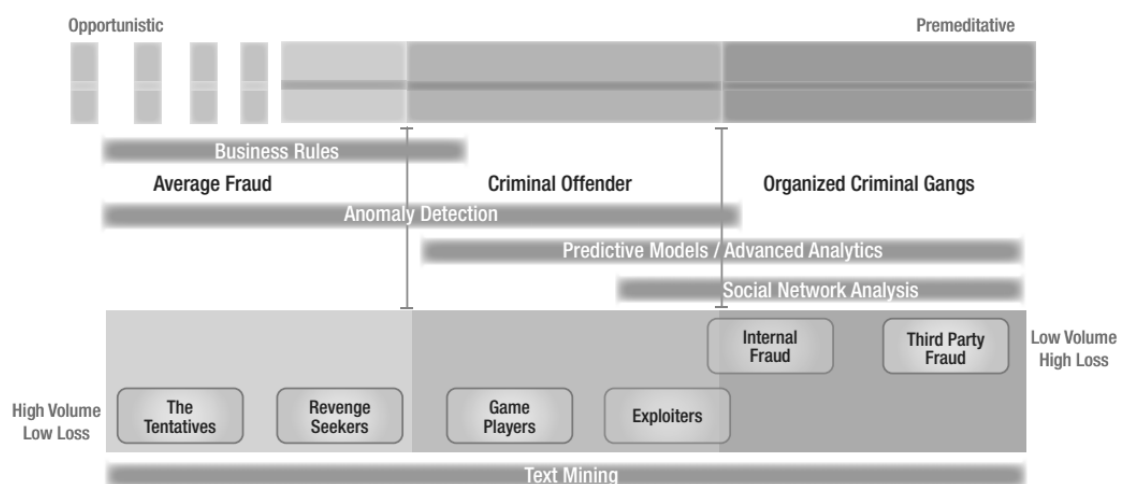 Opportunistic
Premeditative
Business Rules
Average Fraud
Criminal Offender
Organized Criminal Gangs
Anomaly Detection
Predictive Models / Advanced Analytics
Social Network Analysis
Internal
Fraud
Third Party
Fraud
Low Volume
High Loss
High Volume
Low Loss
The
Tentatives
Revenge
Seekers
Game
Players
Exploiters
Text Mining